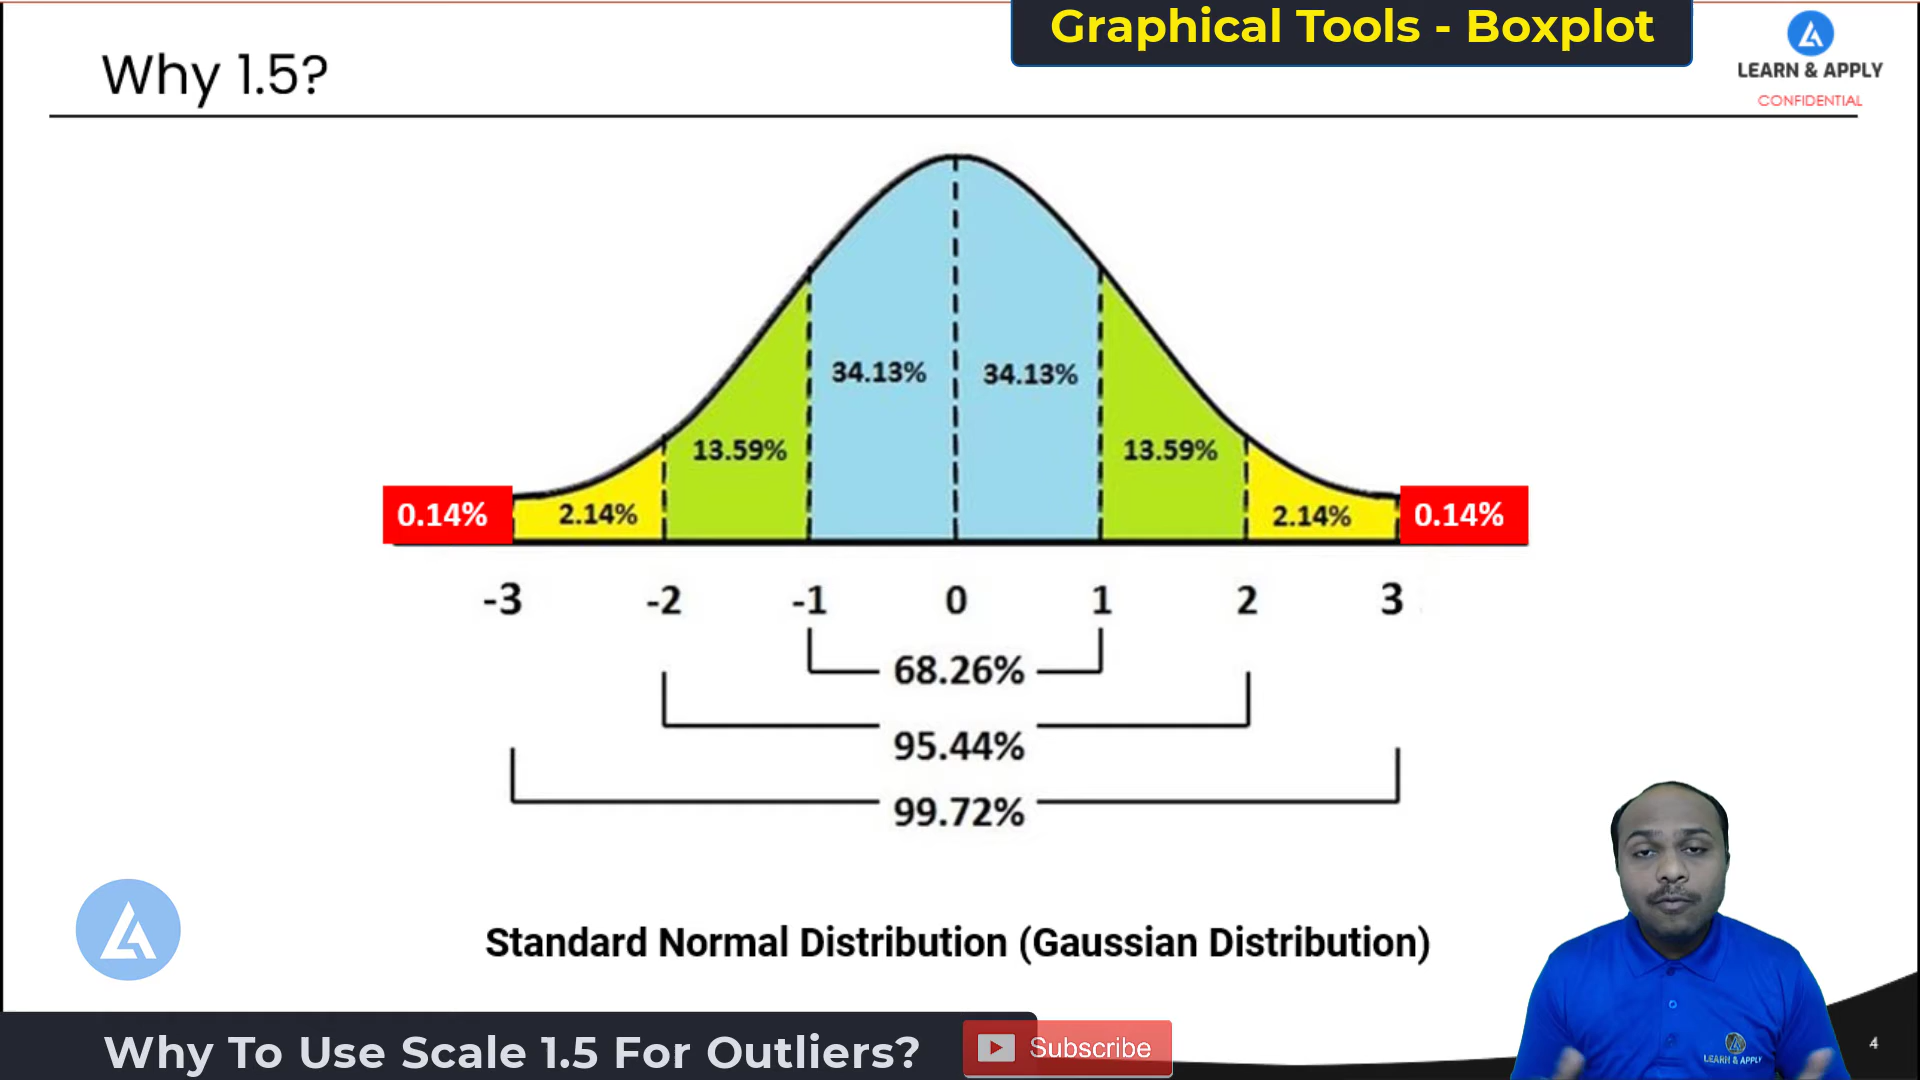 Graphical Tools - Boxplot
Why 1.5?
LEARN & APPLY
CONFIDENTIAL
34.13% 34.13%
13.59% 13.59%
0.14% 2.14% 2.14% 0.14%
-3 -2 -1 0 1 2 3
68.26%
95.44%
99.72%
Standard Normal Distribution (Gaussian Distribution)
Why To Use Scale 1.5 For Outliers?
Subscribe
4
LEARN & APPLY